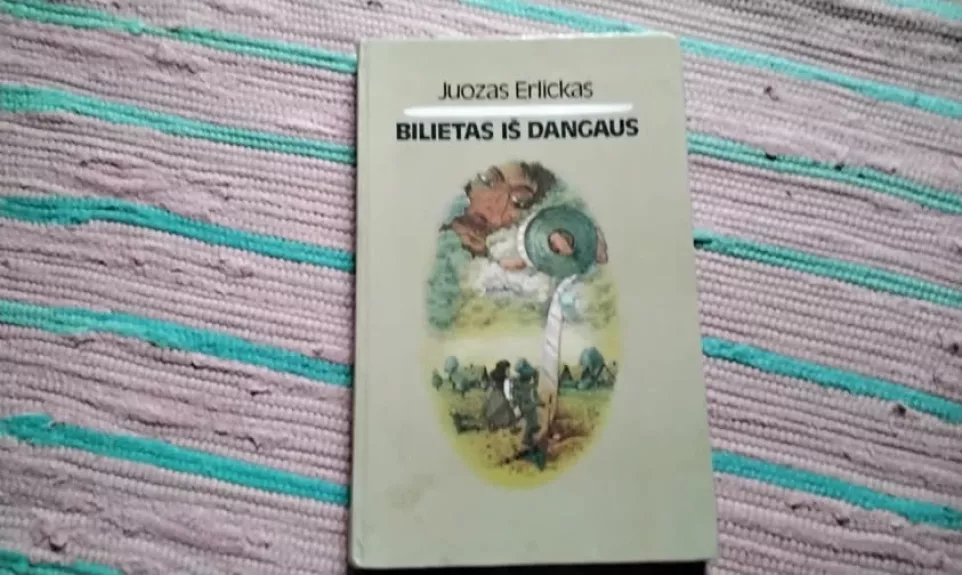 Juozas Erlickas
BILIETAS IŠ DANGAUS